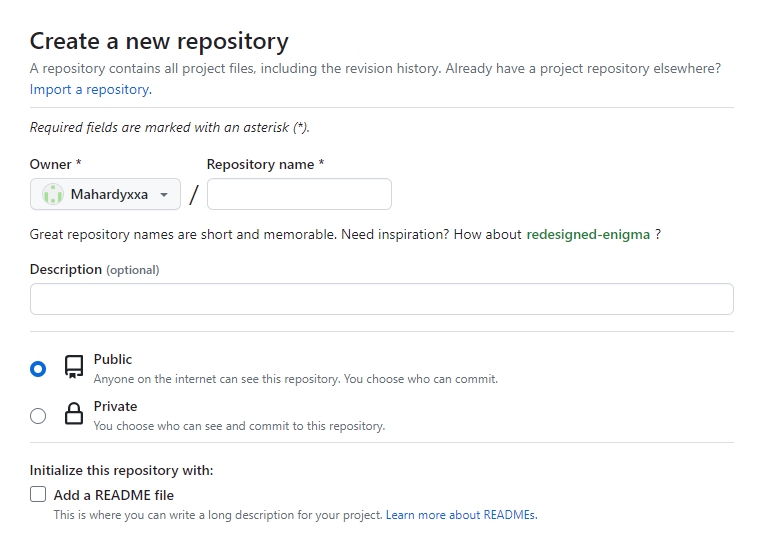 Create a new repository
A repository contains all project files, including the revision history. Already have a project repository elsewhere?
Import a repository.
Required fields are marked with an asterisk (*).
Owner * Repository name *
Mahardyxxa /
Great repository names are short and memorable. Need inspiration? How about redesigned-enigma ?
Description (optional)
Public
Anyone on the internet can see this repository. You choose who can commit.
Private
You choose who can see and commit to this repository.
Initialize this repository with:
Add a README file
This is where you can write a long description for your project. Learn more about READMEs.